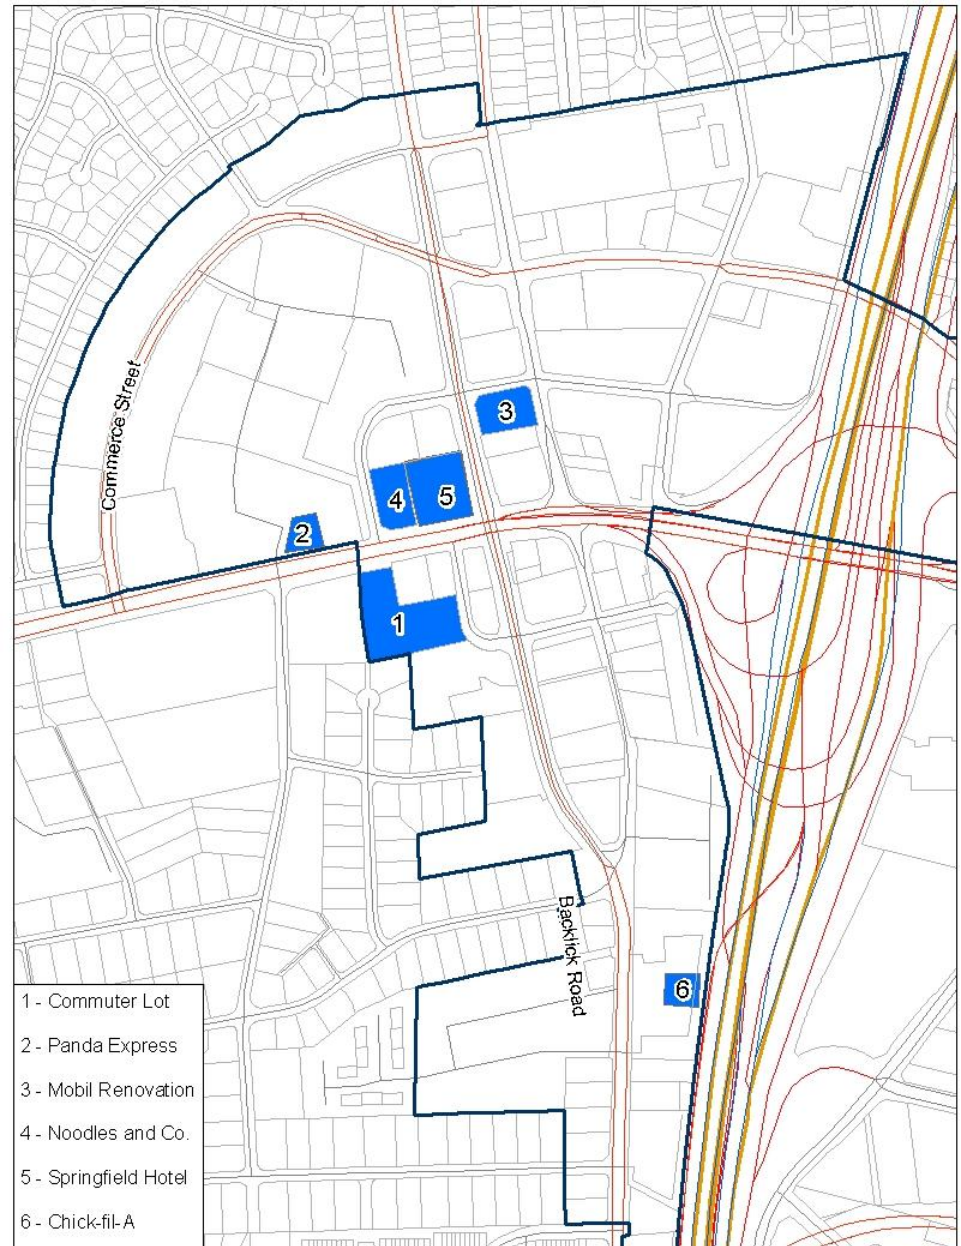 3
4
5
2
1
6
Commerce Street
Backlick Road
1 - Commuter Lot
2 - Panda Express
3 - Mobil Renovation
4 - Noodles and Co.
5 - Springfield Hotel
6 - Chick-fil-A